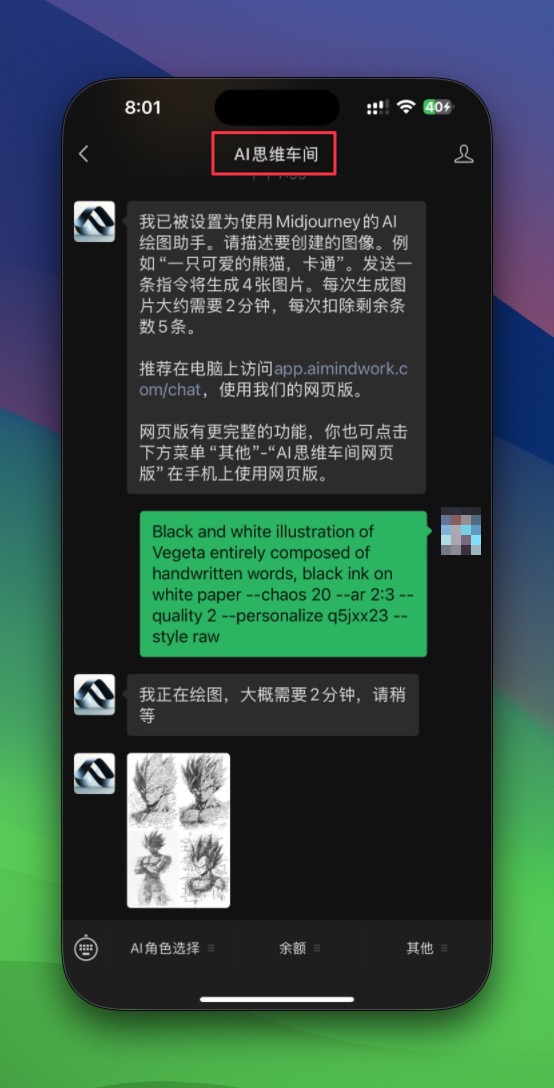 8:01
40
AI思维车间
我已被设置为使用Midjourney的AI
绘图助手。请描述要创建的图像。例
如“一只可爱的熊猫，卡通”。发送一
条指令将生成4张图片。每次生成图
片大约需要2分钟，每次扣除剩余条
数5条。
推荐在电脑上访问app.aimindwork.c
om/chat，使用我们的网页版。
网页版有更完整的功能，你也可点击
下方菜单“其他”-“AI思维车间网页
版”在手机上使用网页版。
Black and white illustration of
Vegeta entirely composed of
handwritten words, black ink on
white paper --chaos 20 --ar 2:3 --
quality 2 --personalize q5jxx23 --
style raw
我正在绘图，大概需要2分钟，请稍
等
AI角色选择
余额
其他